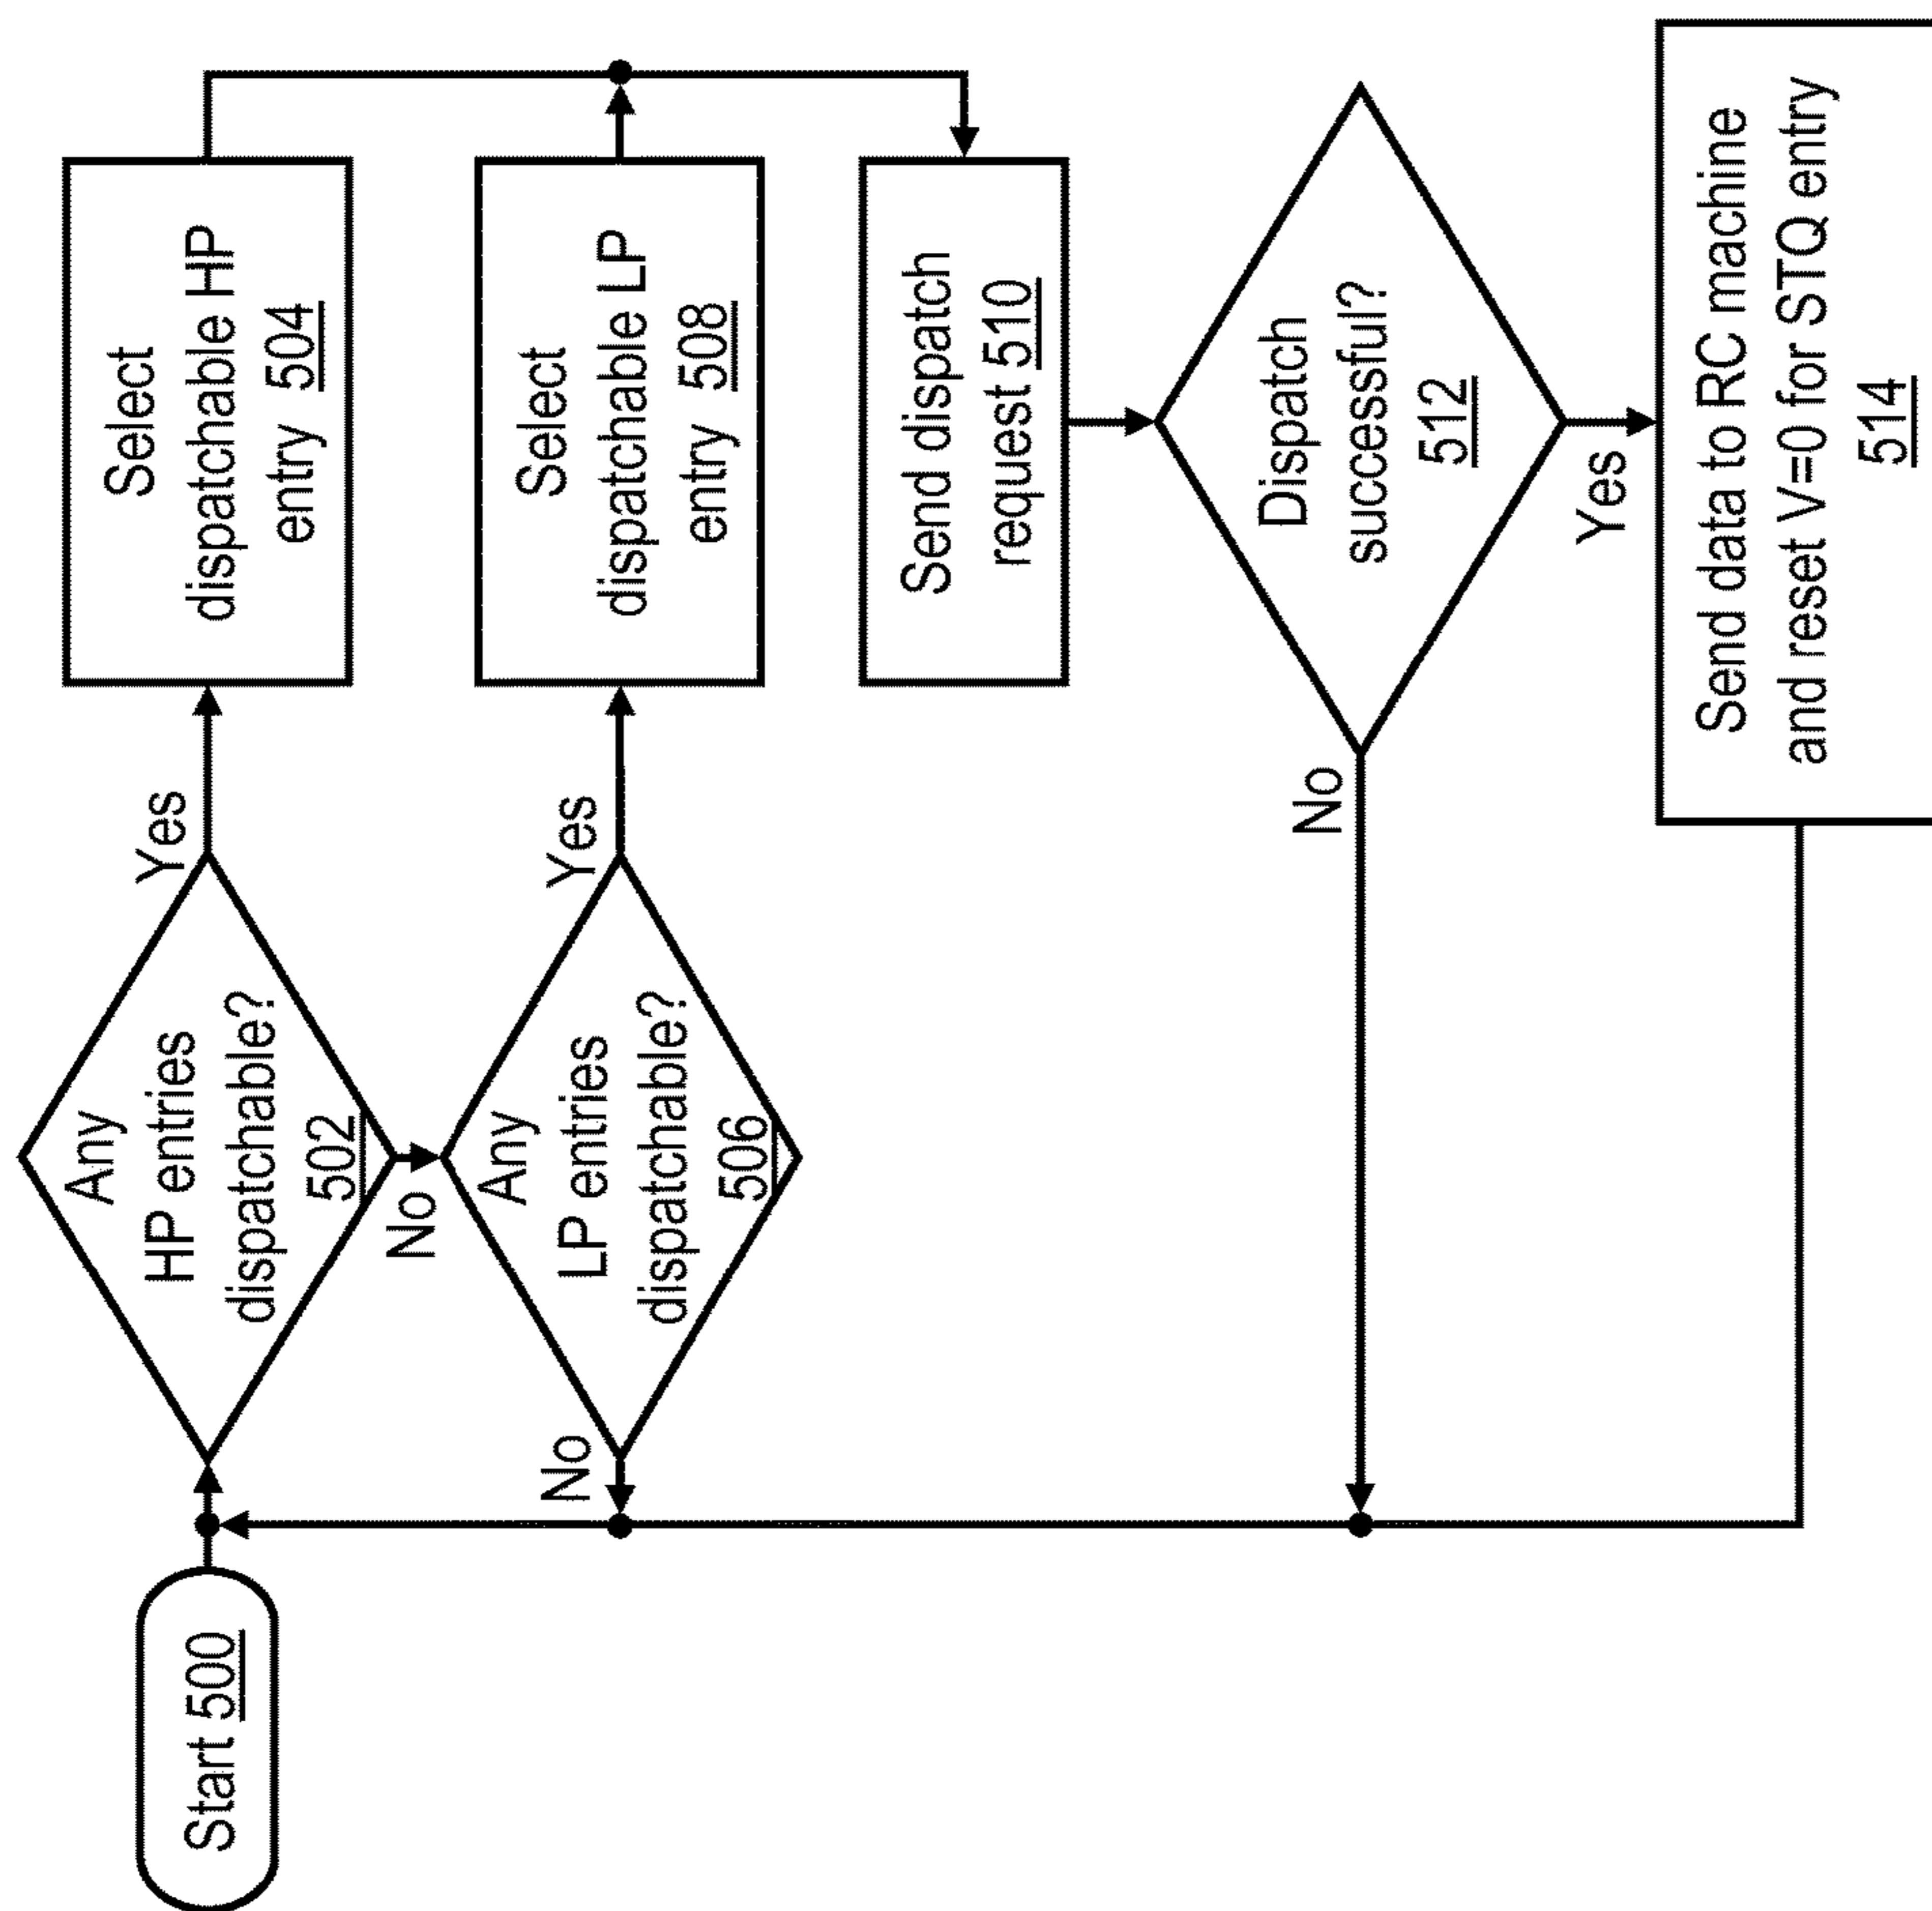 Start 500
Any
HP entries
dispatchable?
502
Yes
No
Select
dispatchable HP
entry 504
Any
LP entries
dispatchable?
506
Yes
No
Select
dispatchable LP
entry 508
Send dispatch
request 510
Dispatch
successful?
512
No
Yes
Send data to RC machine
and reset V=0 for STQ entry
514